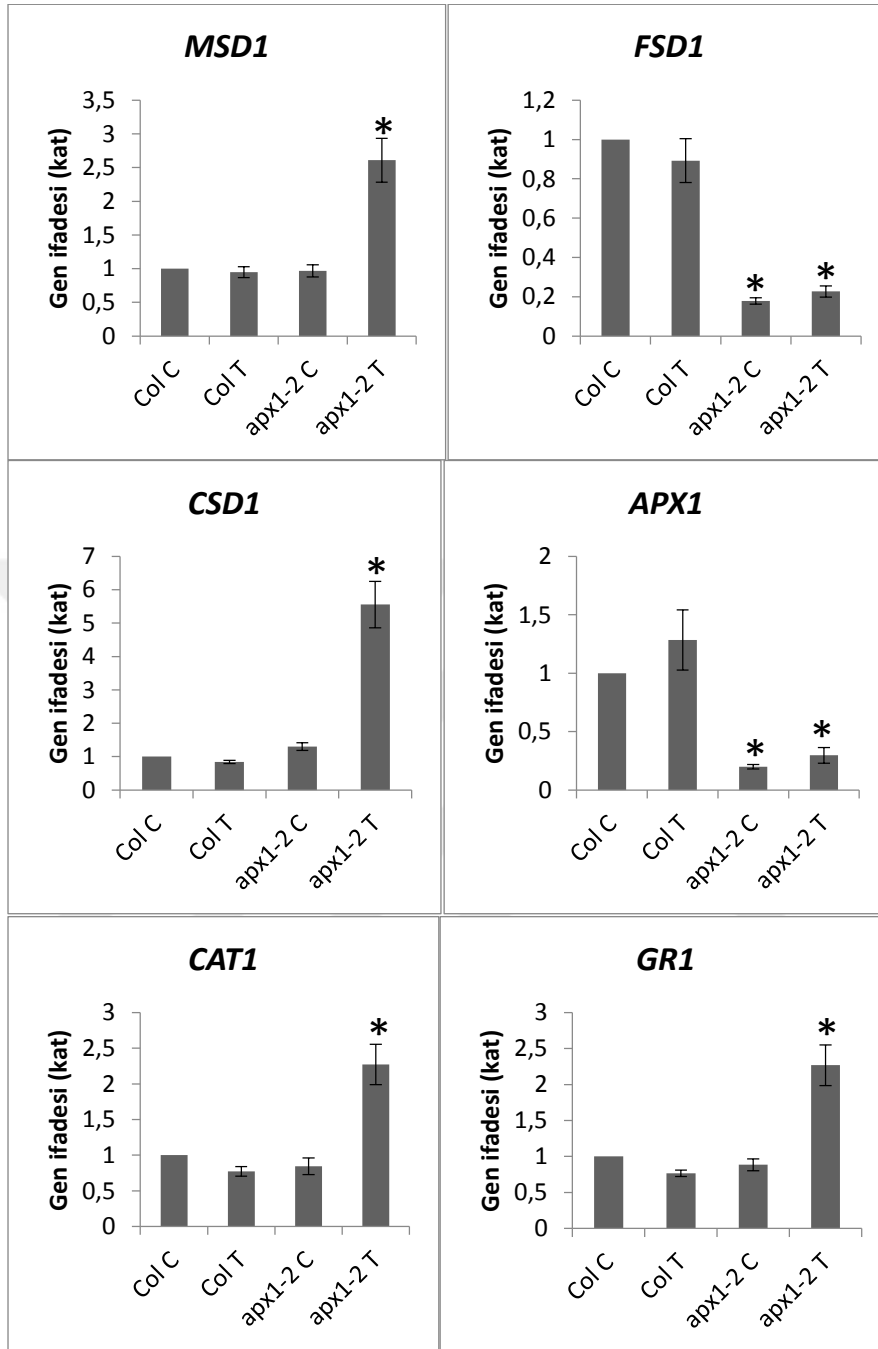 MSD1
Gen ifadesi (kat)
3,5
3
2,5
2
1,5
1
0,5
0
*
Col C
Col T
apx1-2 C
apx1-2 T
FSD1
Gen ifadesi (kat)
1,2
1
0,8
0,6
0,4
0,2
0
*
*
Col C
Col T
apx1-2 C
apx1-2 T
CSD1
Gen ifadesi (kat)
7
6
5
4
3
2
1
0
*
Col C
Col T
apx1-2 C
apx1-2 T
APX1
Gen ifadesi (kat)
2
1,5
1
0,5
0
*
*
Col C
Col T
apx1-2 C
apx1-2 T
CAT1
Gen ifadesi (kat)
3
2,5
2
1,5
1
0,5
0
*
Col C
Col T
apx1-2 C
apx1-2 T
GR1
Gen ifadesi (kat)
3
2,5
2
1,5
1
0,5
0
*
Col C
Col T
apx1-2 C
apx1-2 T